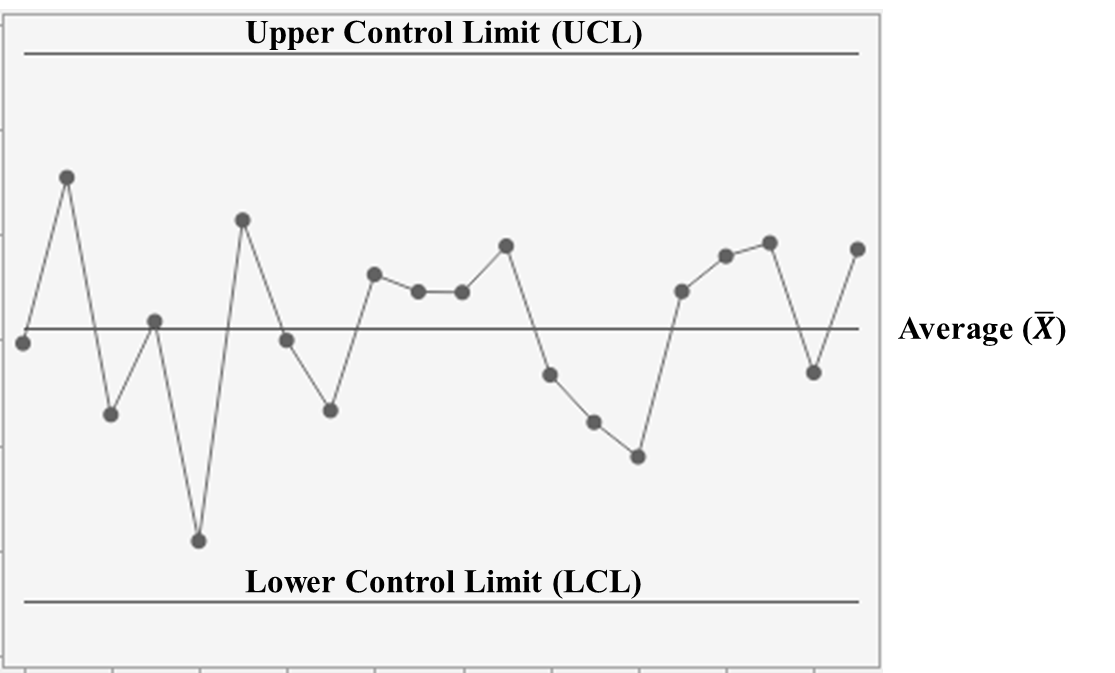 Upper Control Limit (UCL)
Average (X̅)
Lower Control Limit (LCL)